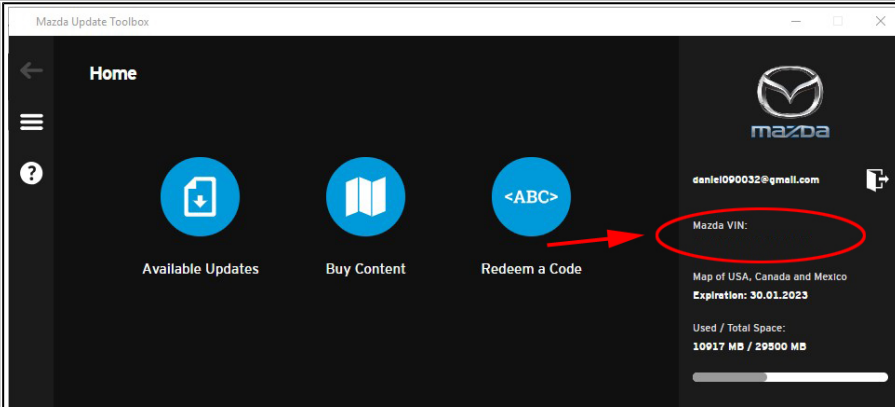 Mazda Update Toolbox
Home
?
<ABC>
Available Updates
Buy Content
Redeem a Code
mazda
daniel090032@gmail.com
Mazda VIN:
Map of USA, Canada and Mexico
Expiration: 30.01.2023
Used / Total Space:
10917 MB / 29500 MB